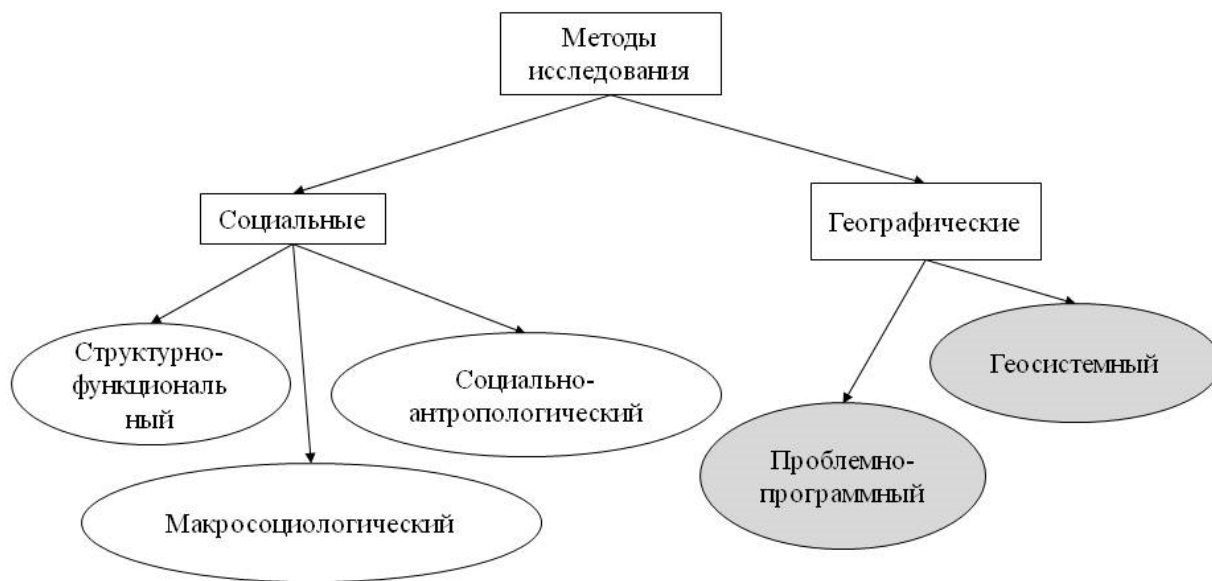 Методы
исследования
Социальные
Географические
Структурно-
функциональ
ный
Социально-
антропологический
Макросоциологический
Геосистемный
Проблемно-
программный